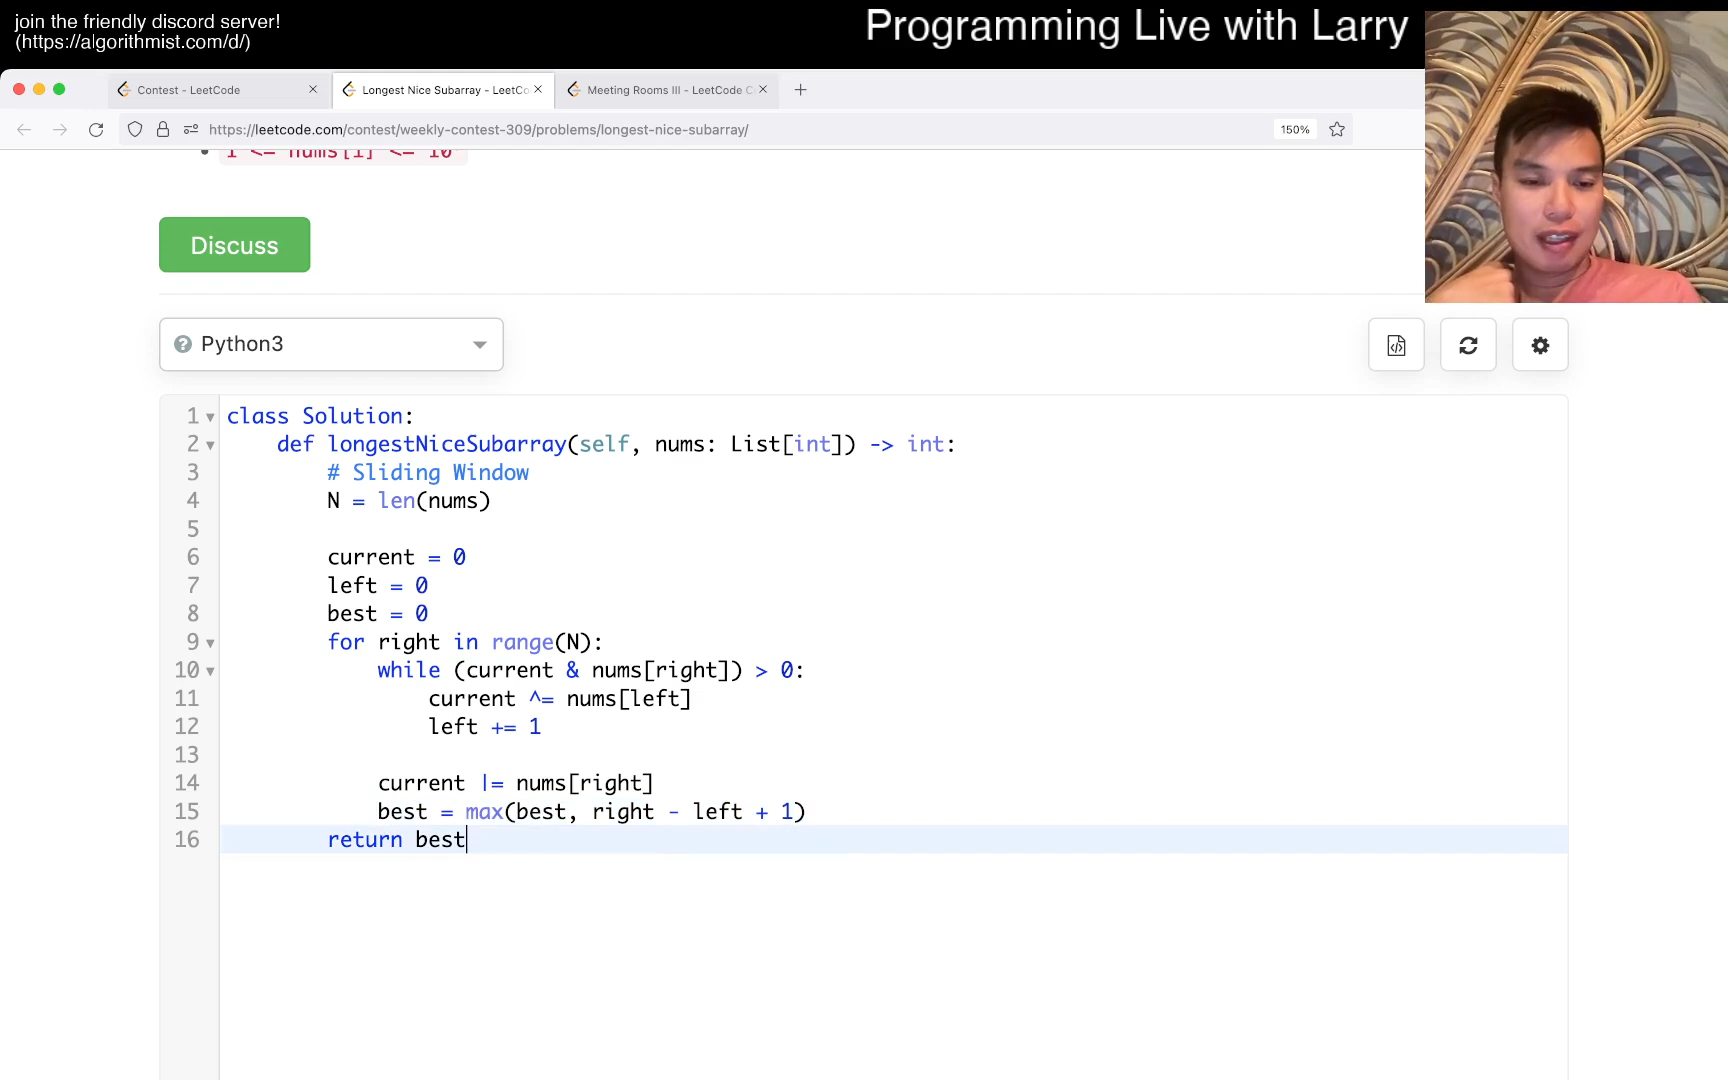 join the friendly discord server!
(https://algorithmist.com/d/)
Programming Live with Larry
Contest - LeetCode
Longest Nice Subarray - LeetCo
Meeting Rooms III - LeetCode C
https://leetcode.com/contest/weekly-contest-309/problems/longest-nice-subarray/
150%
1 <= nums[i] <= 10
Discuss
Python3
1 class Solution:
2 def longestNiceSubarray(self, nums: List[int]) -> int:
3 # Sliding Window
4 N = len(nums)
5
6 current = 0
7 left = 0
8 best = 0
9 for right in range(N):
10 while (current & nums[right]) > 0:
11 current ^= nums[left]
12 left += 1
13
14 current |= nums[right]
15 best = max(best, right - left + 1)
16 return best